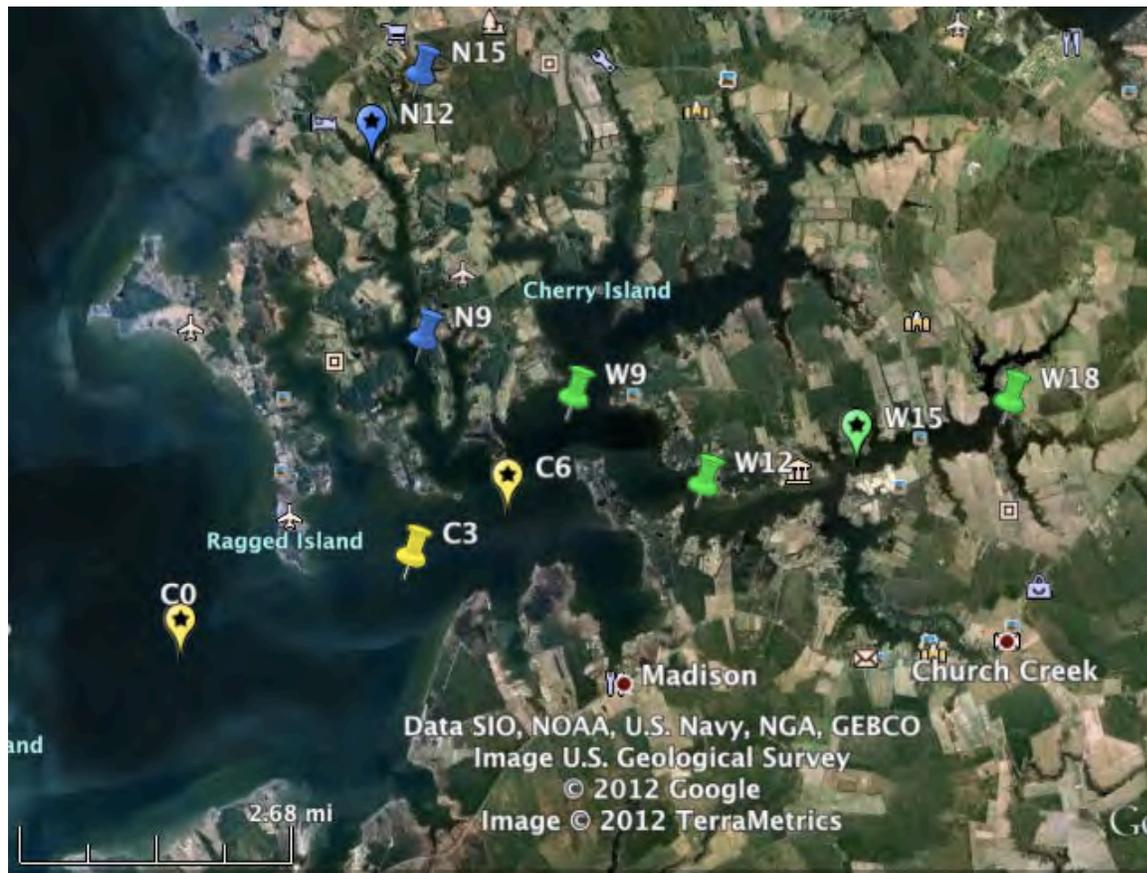 N15
N12
Cherry Island
N9
W9
W18
W15
C6
W12
Ragged Island
C3
C0
Madison
Church Creek
Data SIO, NOAA, U.S. Navy, NGA, GEBCO
and
Image U.S. Geological Survey
© 2012 Google
2.68 mi
Image © 2012 TerraMetrics